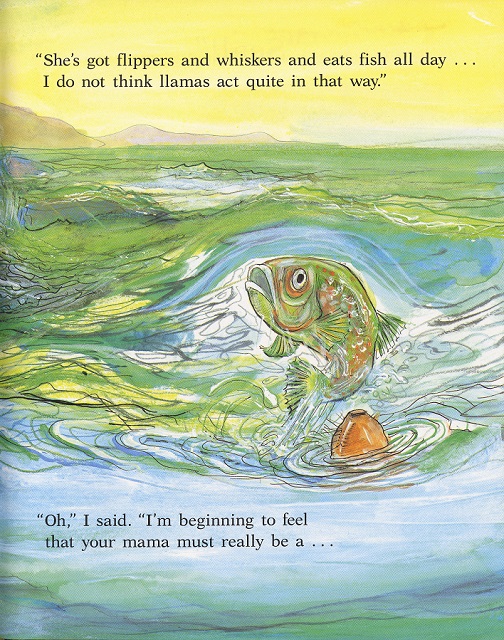 “She’s got flippers and whiskers and eats fish all day . . .
I do not think llamas act quite in that way.”
“Oh,” I said. “I’m beginning to feel
that your mama must really be a . . .